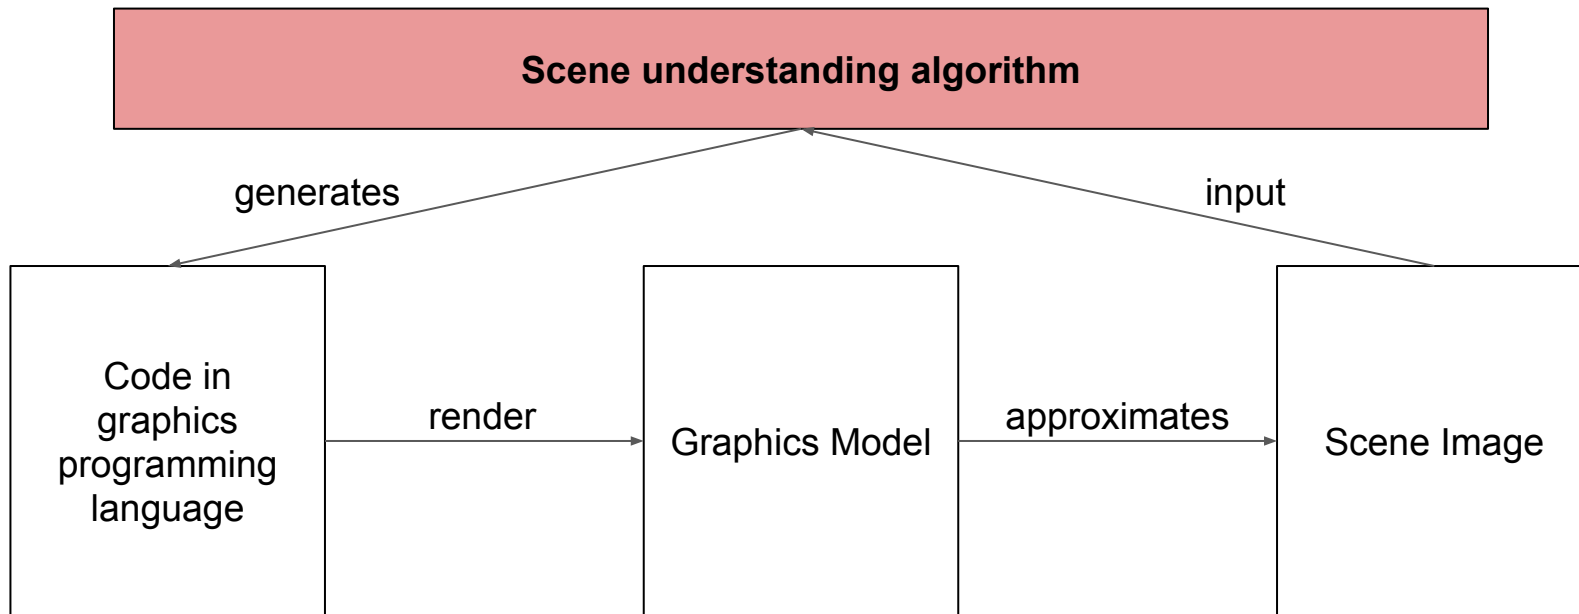 Scene understanding algorithm
generates
input
Code in
graphics
programming
language
render
Graphics Model
approximates
Scene Image